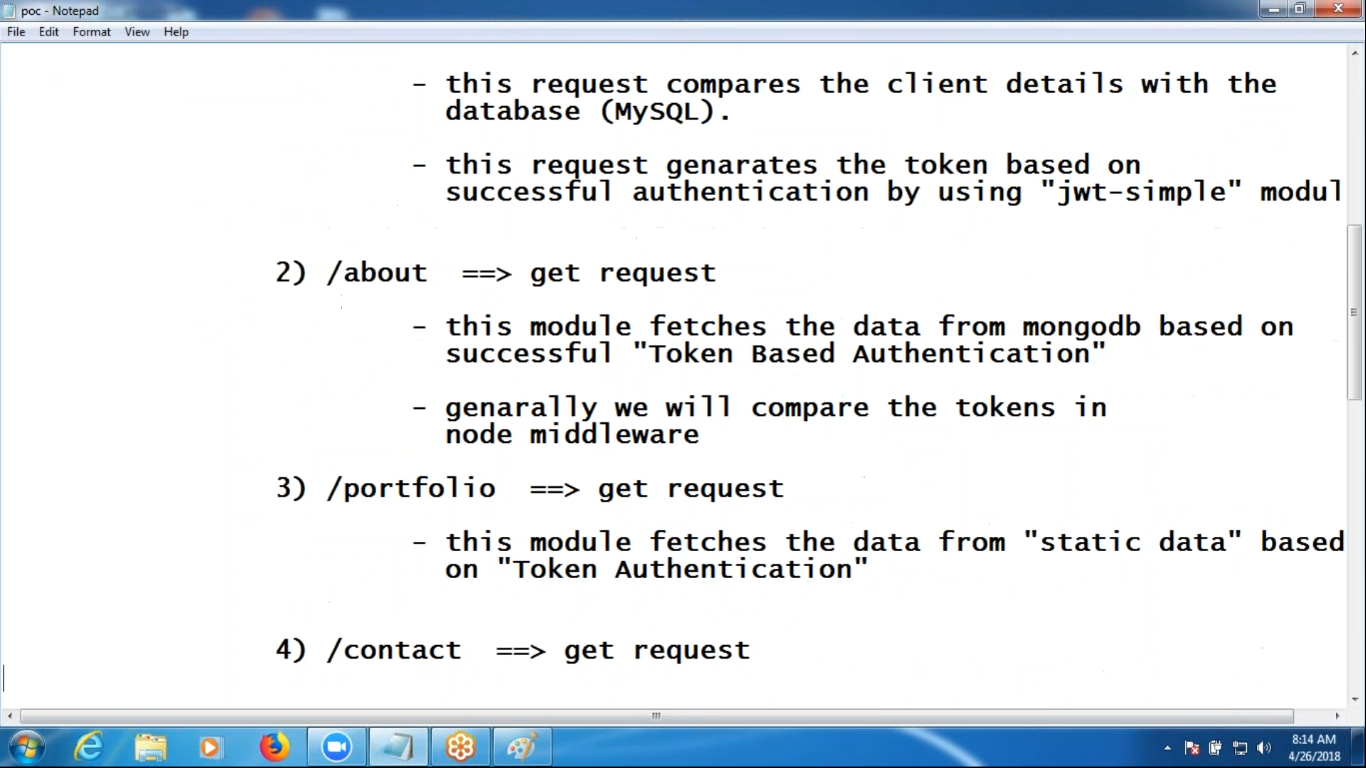 poc - Notepad
File Edit Format View Help
- this request compares the client details with the
database (MySQL).
- this request genarates the token based on
successful authentication by using "jwt-simple" modul
2) /about ==> get request
- this module fetches the data from mongodb based on
successful "Token Based Authentication"
- genarally we will compare the tokens in
node middleware
3) /portfolio ==> get request
- this module fetches the data from "static data" based
on "Token Authentication"
4) /contact ==> get request
8:14 AM
4/26/2018